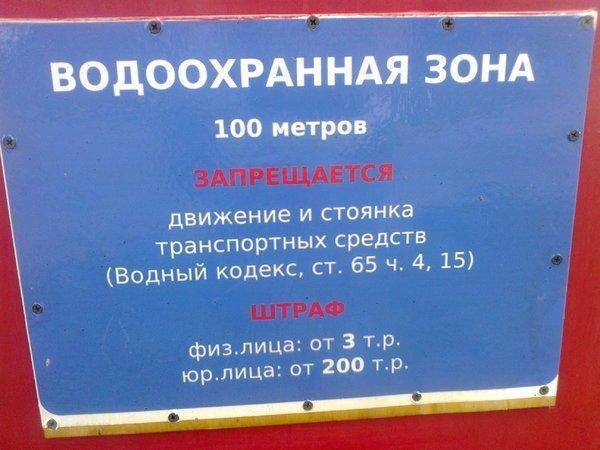 ВОДООХРАННАЯ ЗОНА
100 метров
ЗАПРЕЩАЕТСЯ
движение и стоянка
транспортных средств
(Водный кодекс, ст. 65 ч. 4, 15)
ШТРАФ
физ.лица: от 3 т.р.
юр.лица: от 200 т.р.